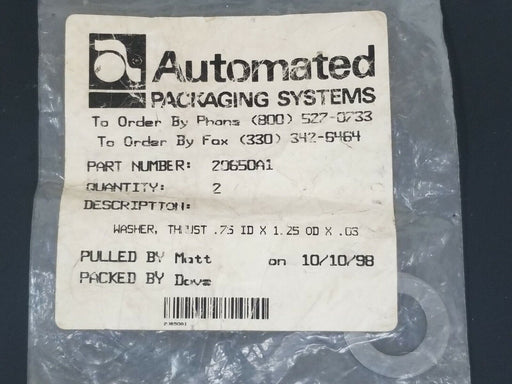 a Automated
PACKAGING SYSTEMS
To Order By Phone (800) 527-0733
To Order By Fax (330) 342-6464
PART NUMBER: 20650A1
QUANTITY: 2
DESCRIPTION:
WASHER, THRUST .75 ID X 1.25 OD X .03
PULLED BY Matt on 10/10/98
PACKED BY Dave
20650A1